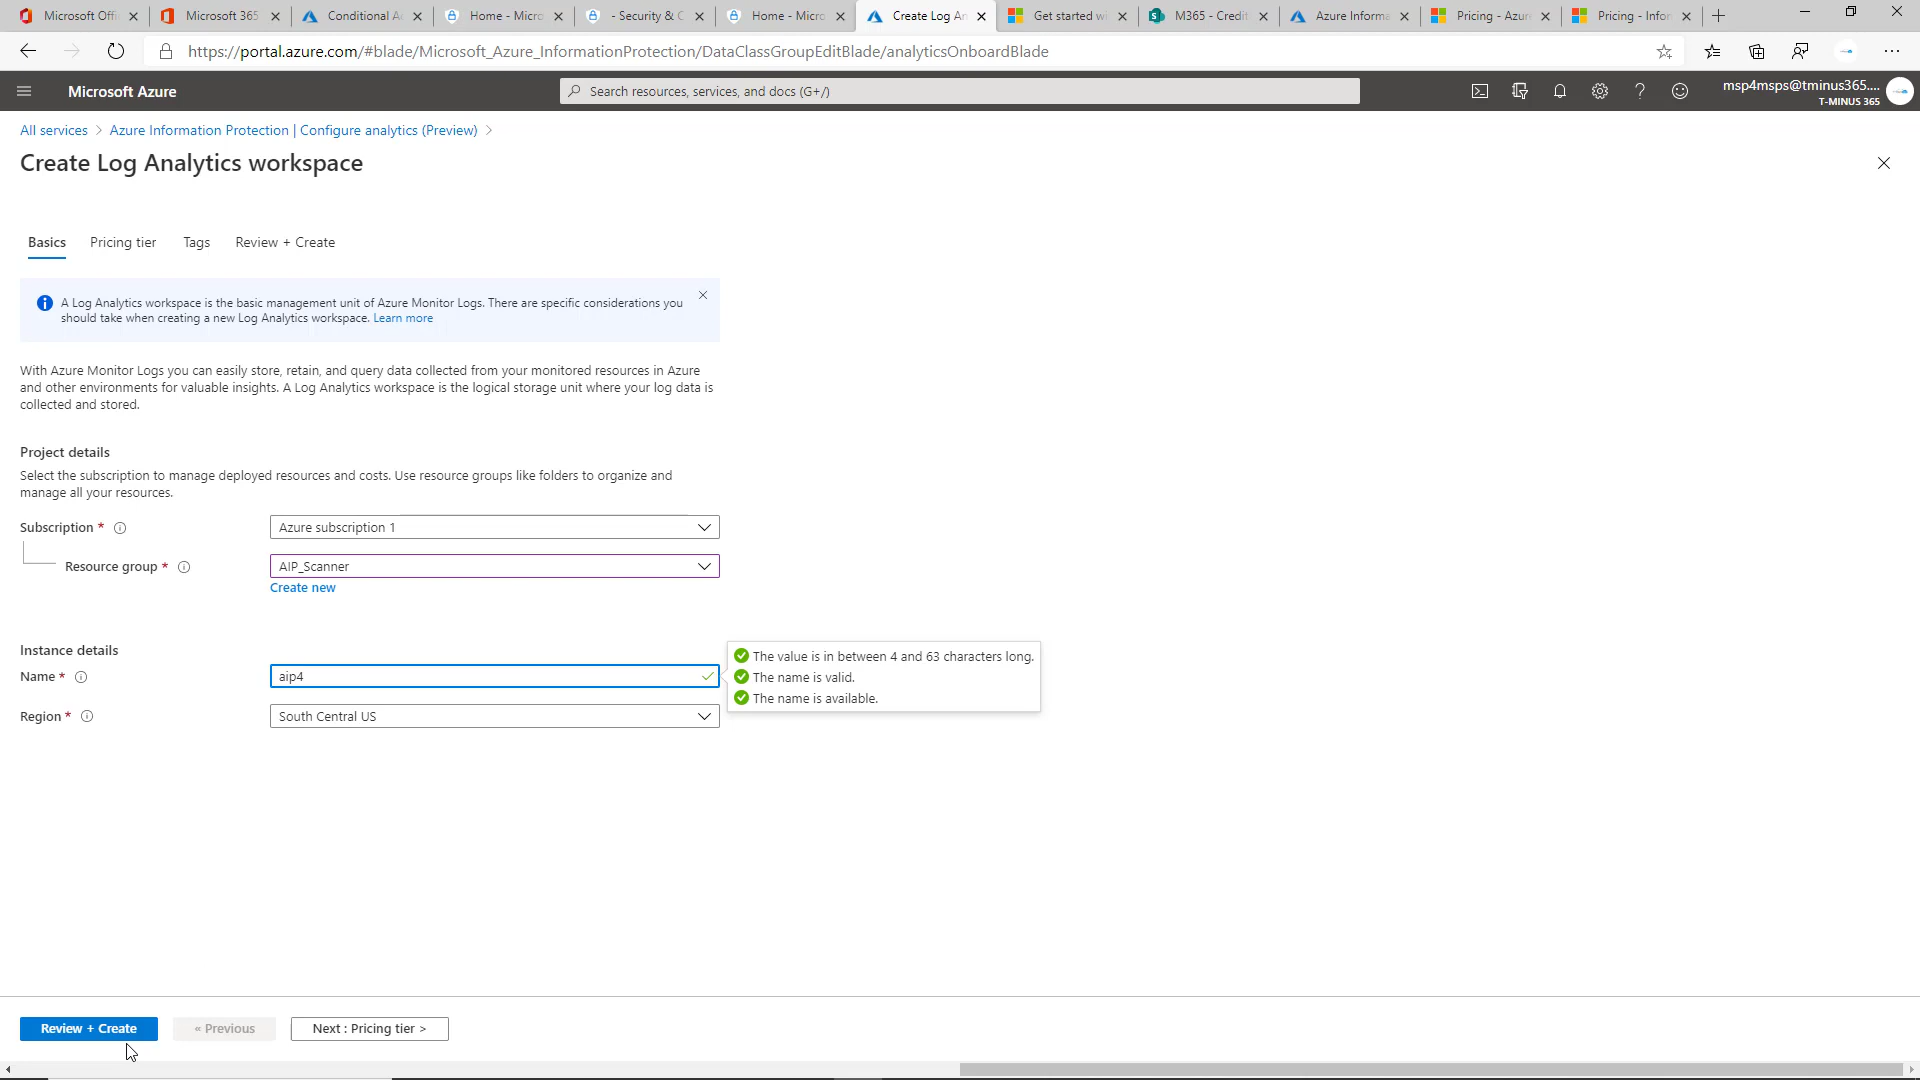 Microsoft Offi
Microsoft 365
Conditional A
Home - Micro
- Security & C
Home - Micro
Create Log An
Get started wi
M365 - Credit
Azure Informa
Pricing - Azur
Pricing - Infor
https://portal.azure.com/#blade/Microsoft_Azure_InformationProtection/DataClassGroupEditBlade/analyticsOnboardBlade
Microsoft Azure
Search resources, services, and docs (G+/)
msp4msps@tminus365....
T-MINUS 365
All services > Azure Information Protection | Configure analytics (Preview) >
Create Log Analytics workspace
Basics
Pricing tier
Tags
Review + Create
A Log Analytics workspace is the basic management unit of Azure Monitor Logs. There are specific considerations you
should take when creating a new Log Analytics workspace. Learn more
With Azure Monitor Logs you can easily store, retain, and query data collected from your monitored resources in Azure
and other environments for valuable insights. A Log Analytics workspace is the logical storage unit where your log data is
collected and stored.
Project details
Select the subscription to manage deployed resources and costs. Use resource groups like folders to organize and
manage all your resources.
Subscription *
Azure subscription 1
Resource group *
AIP_Scanner
Create new
Instance details
Name *
aip4
The value is in between 4 and 63 characters long.
The name is valid.
The name is available.
Region *
South Central US
Review + Create
« Previous
Next : Pricing tier >